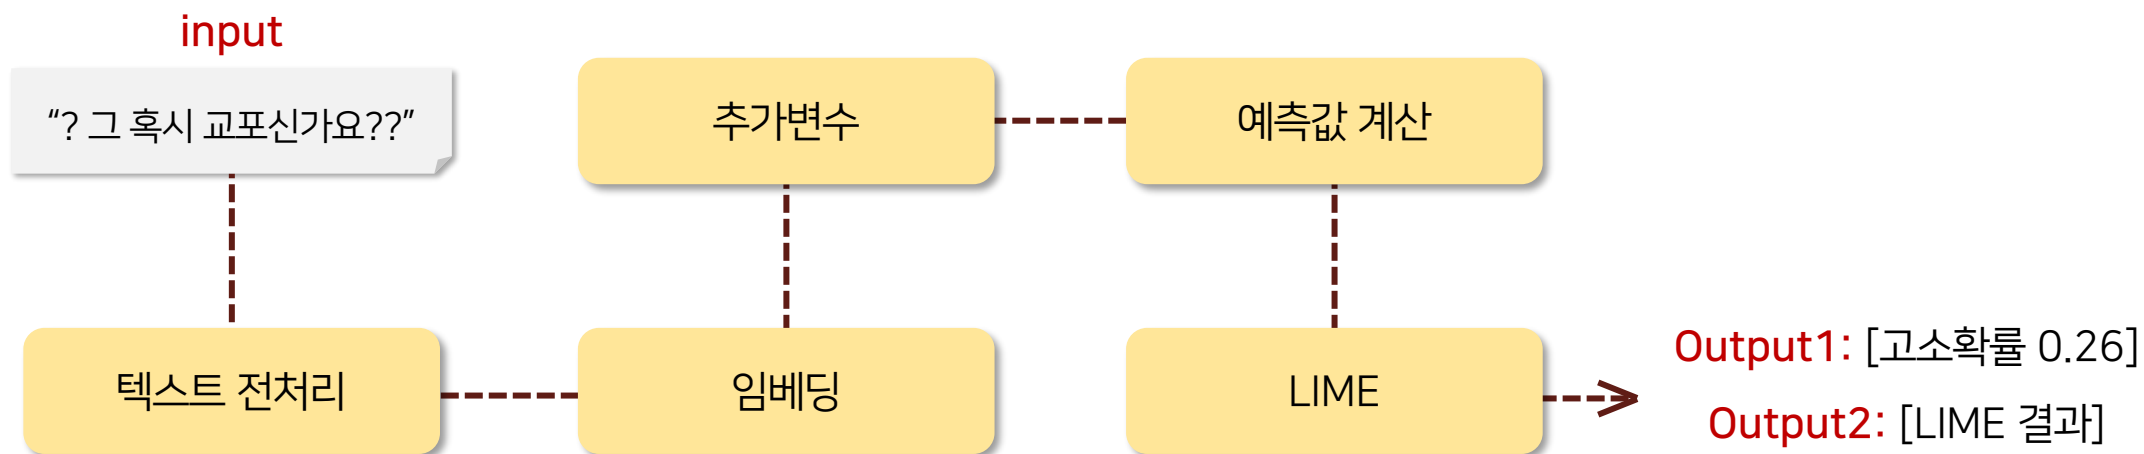 input
“? 그 혹시 교포신가요??”
텍스트 전처리
임베딩
추가변수
예측값 계산
LIME
Output1: [고소확률 0.26]
Output2: [LIME 결과]